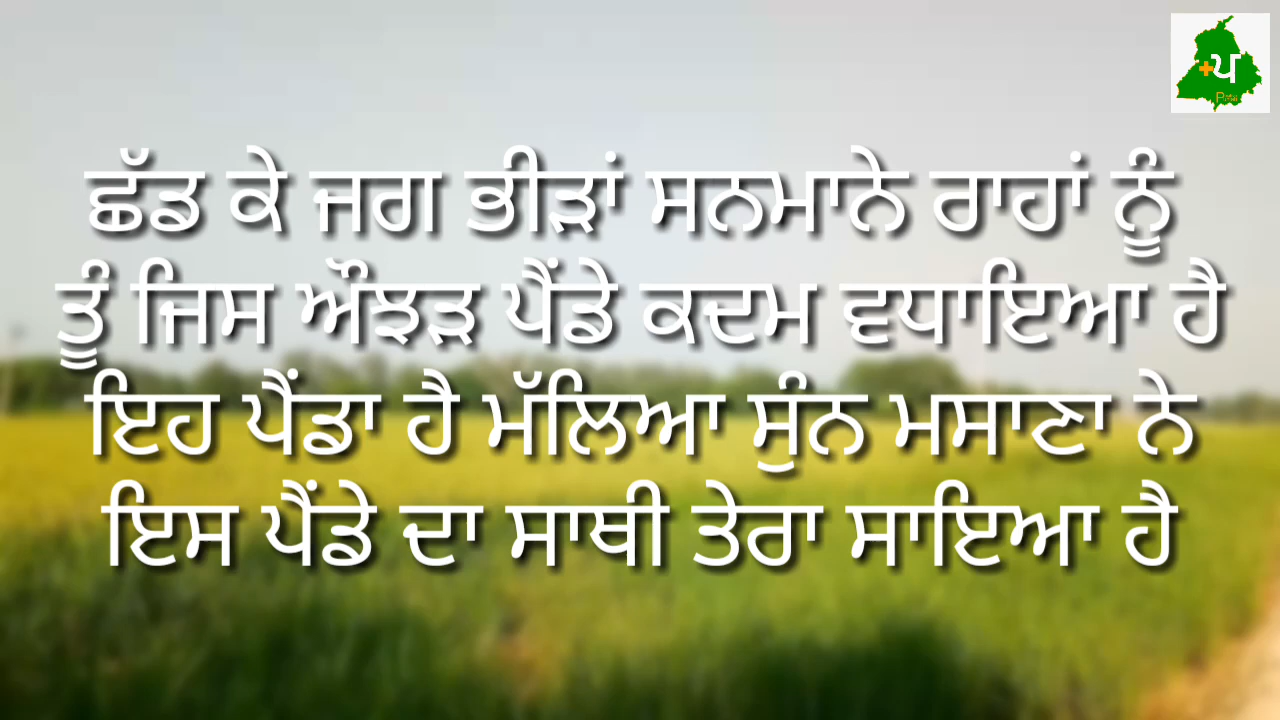 ਪ
ਛੱਡ ਕੇ ਜਗ ਭੀੜਾਂ ਸਨਮਾਨੇ ਰਾਹਾਂ ਨੂੰ
ਤੂੰ ਜਿਸ ਔਝੜ ਪੈਂਡੇ ਕਦਮ ਵਧਾਇਆ ਹੈ
ਇਹ ਪੈਂਡਾ ਹੈ ਮੱਲਿਆ ਸੁੰਨ ਮਸਾਣਾ ਨੇ
ਇਸ ਪੈਂਡੇ ਦਾ ਸਾਥੀ ਤੇਰਾ ਸਾਇਆ ਹੈ